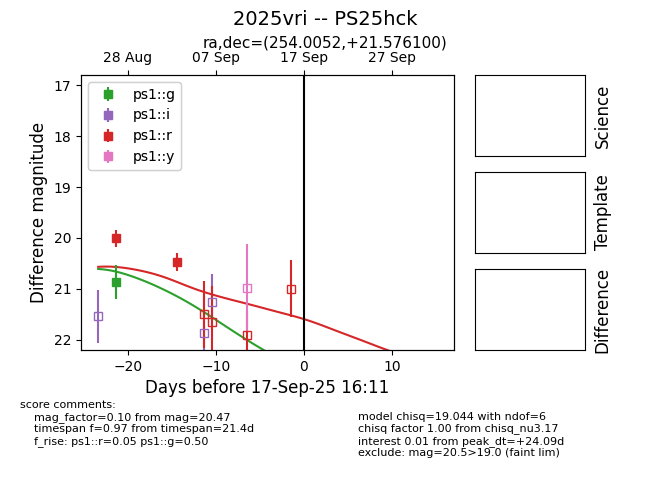 2025vri -- PS25hck
ra,dec=(254.0052,+21.576100)
28 Aug 07 Sep 17 Sep 27 Sep
17
18
19
20
21
22
Difference magnitude
ps1::g
ps1::i
ps1::r
ps1::y
−20 −10 0 10
Days before 17-Sep-25 16:11
Science
Template
Difference
score comments:
mag_factor=0.10 from mag=20.47
timespan f=0.97 from timespan=21.4d
f_rise: ps1::r=0.05 ps1::g=0.50
model chisq=19.044 with ndof=6
chisq factor 1.00 from chisq_nu3.17
interest 0.01 from peak_dt=+24.09d
exclude: mag=20.5>19.0 (faint lim)